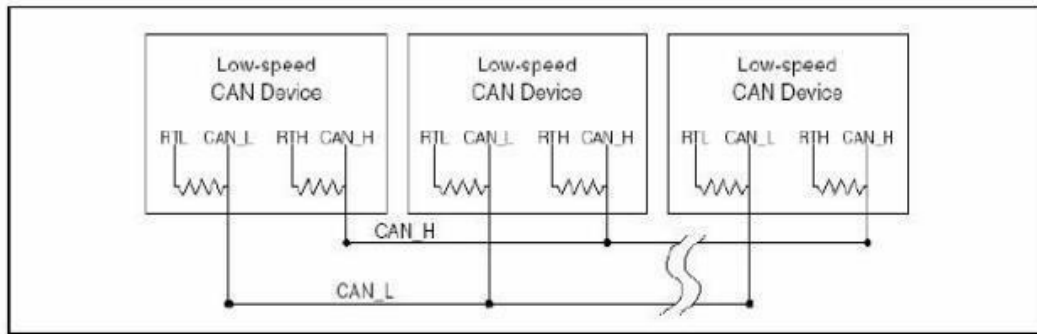 Low-speed
CAN Device
RTL CAN_L RTH CAN_H
Low-speed
CAN Device
RTL CAN_L RTH CAN_H
Low-speed
CAN Device
RTL CAN_L RTH CAN_H
CAN_H
CAN_L